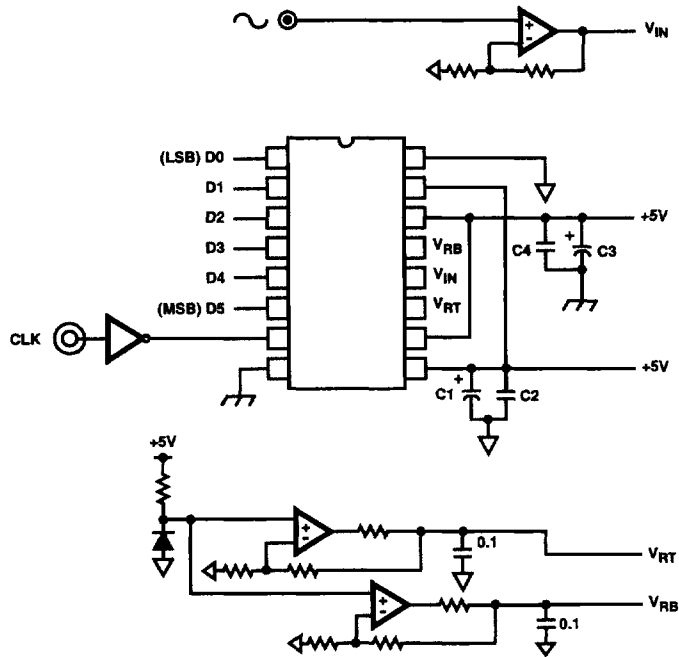 +
-
VIN
(LSB) D0
D1
D2
+5V
D3
VRB
C4
+
C3
D4
VIN
(MSB) D5
VRT
CLK
+5V
+
C1
C2
+5V
+
-
0.1
VRT
+
-
VRB
0.1